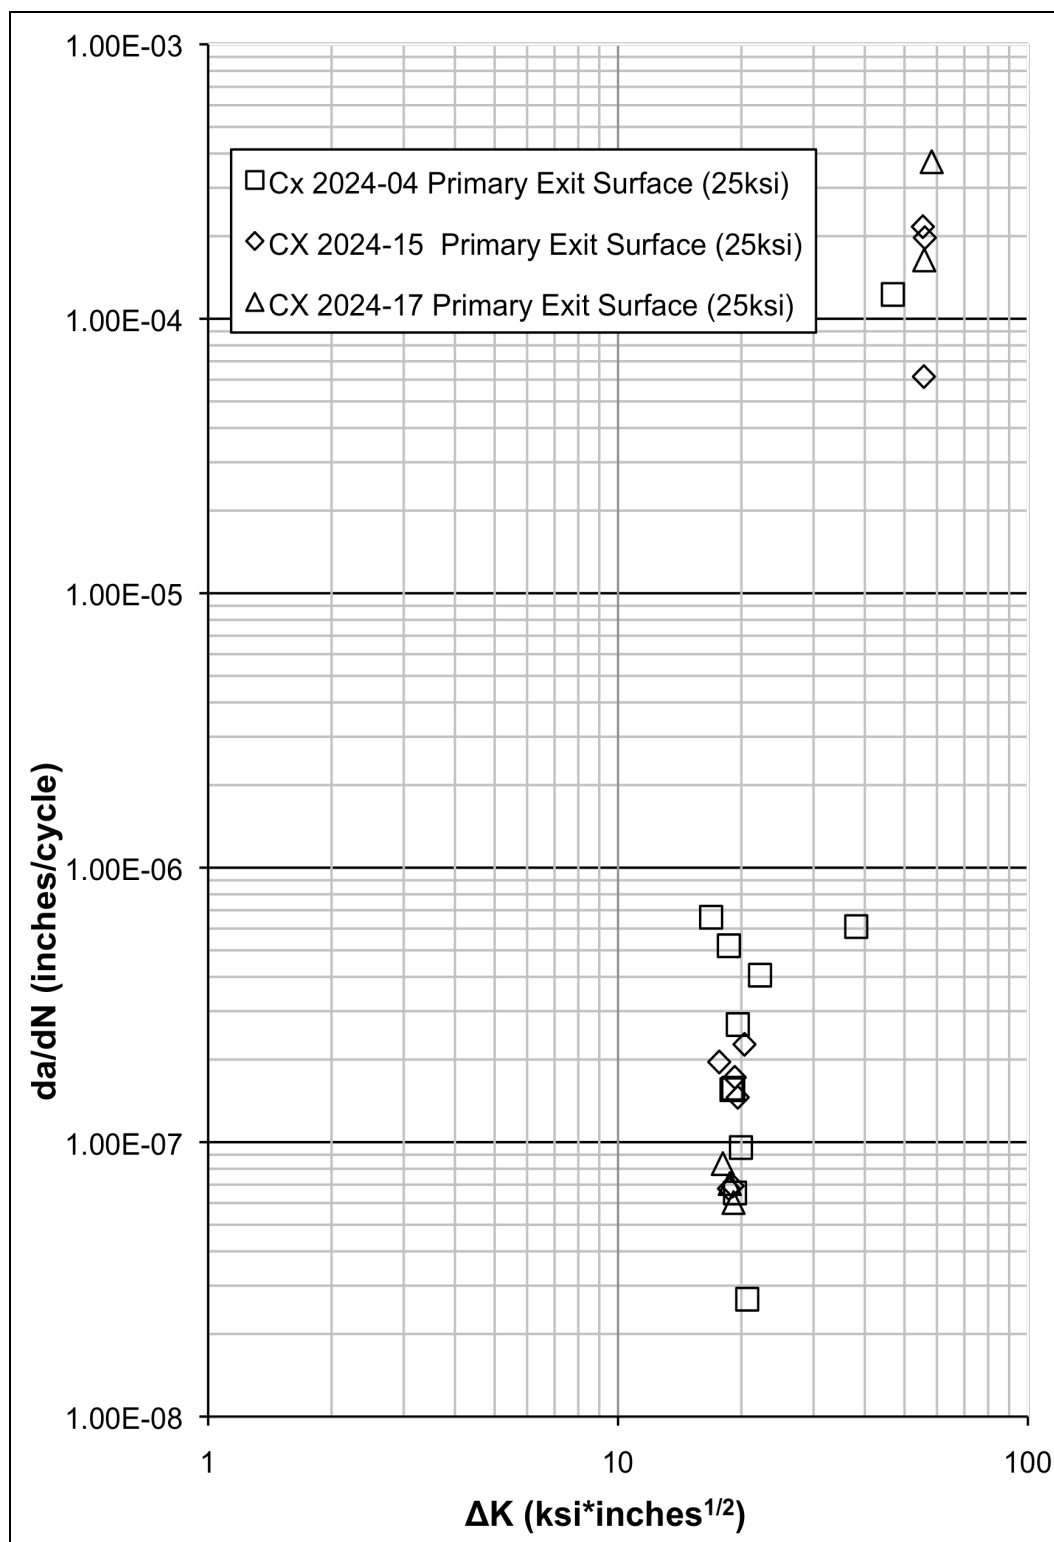 1.00E-03
Cx 2024-04 Primary Exit Surface (25ksi)
CX 2024-15  Primary Exit Surface (25ksi)
CX 2024-17 Primary Exit Surface (25ksi)
1.00E-04
1.00E-05
1.00E-06
da/dN (inches/cycle)
1.00E-07
1.00E-08
1 10 100
ΔK (ksi*inches^1/2)